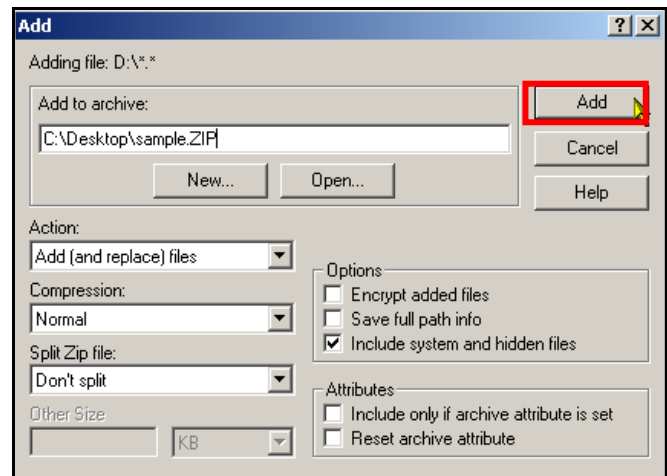 Add
Adding file: D:\*.*
Add to archive:
C:\Desktop\sample.ZIP
New... Open...
Add
Cancel
Help
Action:
Add (and replace) files
Compression:
Normal
Split Zip file:
Don't split
Other Size
KB
Options
Encrypt added files
Save full path info
Include system and hidden files
Attributes
Include only if archive attribute is set
Reset archive attribute